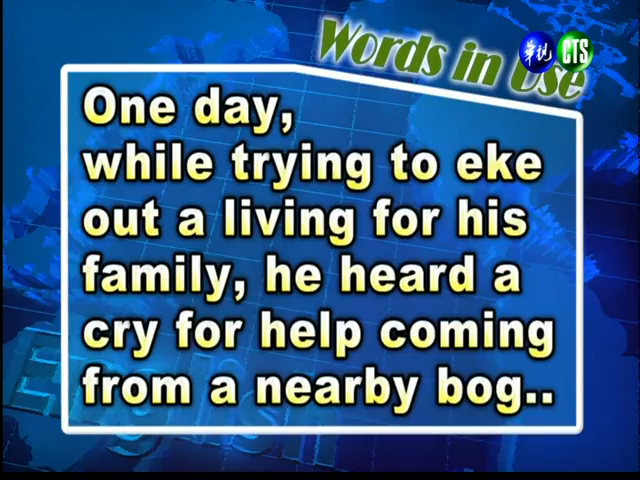 Words in Use
華視 CTS
One day,
while trying to eke
out a living for his
family, he heard a
cry for help coming
from a nearby bog..
English